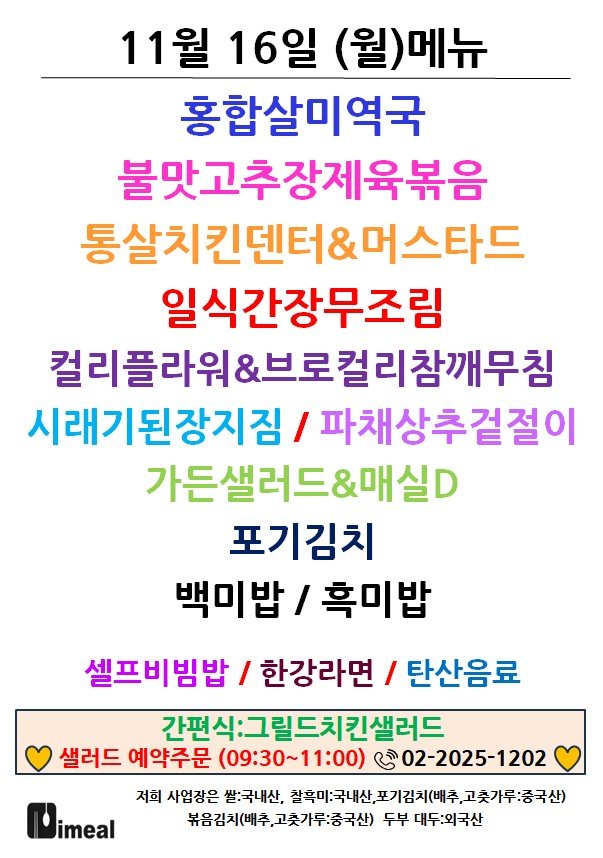 11월 16일 (월)메뉴
홍합살미역국
불맛고추장제육볶음
통살치킨덴터&머스타드
일식간장무조림
컬리플라워&브로컬리참깨무침
시래기된장지짐 / 파채상추겉절이
가든샐러드&매실D
포기김치
백미밥 / 흑미밥
셀프비빔밥 / 한강라면 / 탄산음료
간편식:그릴드치킨샐러드
샐러드 예약주문 (09:30~11:00) 02-2025-1202
저희 사업장은 쌀:국내산, 찰흑미:국내산,포기김치(배추,고춧가루:중국산)
볶음김치(배추,고춧가루:중국산) 두부 대두:외국산
Dimeal